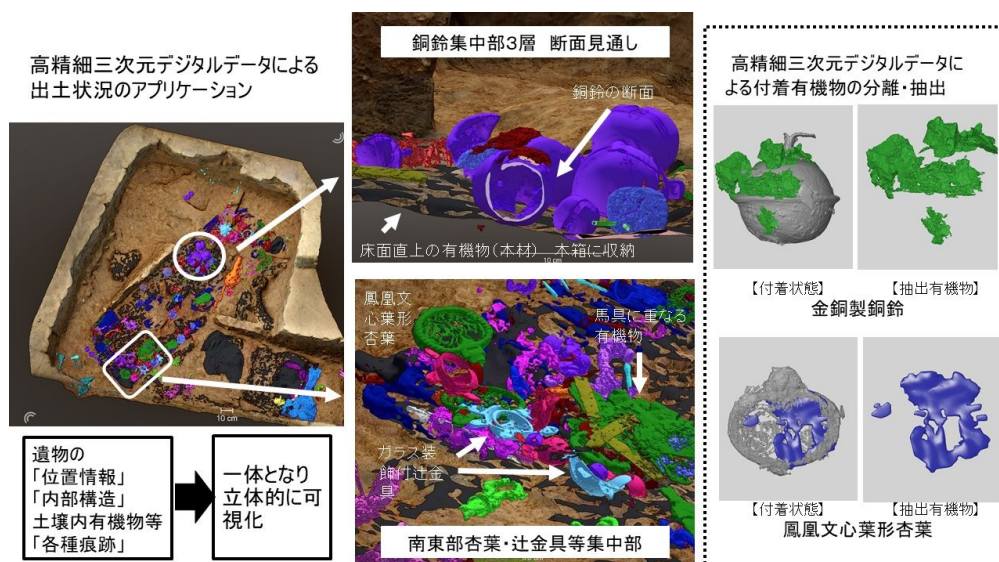 高精細三次元デジタルデータによる
出土状況のアプリケーション
10 cm
遺物の
「位置情報」
「内部構造」
土壌内有機物等
「各種痕跡」
一体となり
立体的に可
視化
銅鈴集中部3層 断面見通し
銅鈴の断面
床面直上の有機物(木材) 木箱に収納
10 cm
鳳凰文
心葉形
杏葉
馬具に重なる
有機物
ガラス装
飾付辻金
具
南東部杏葉・辻金具等集中部
高精細三次元デジタルデータに
よる付着有機物の分離・抽出
【付着状態】
【抽出有機物】
金銅製銅鈴
【付着状態】
【抽出有機物】
鳳凰文心葉形杏葉